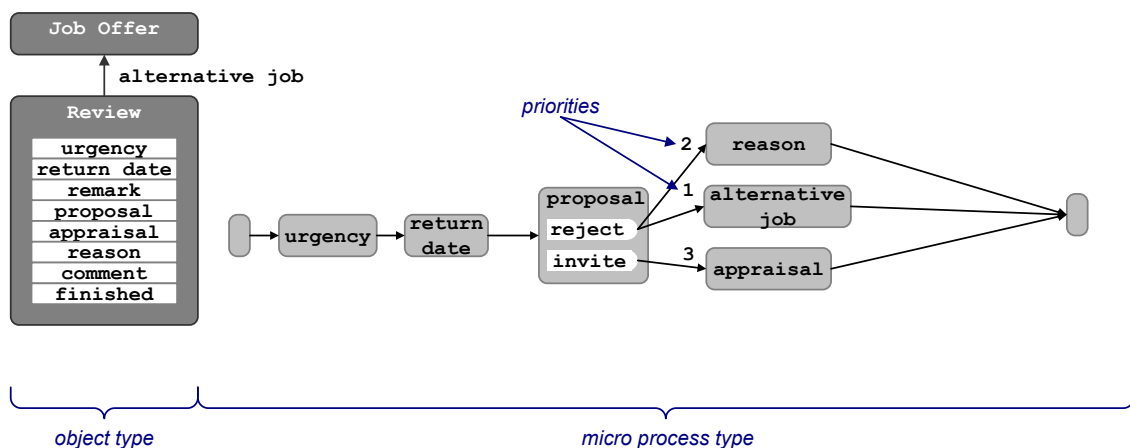 Job Offer
alternative job
Review
urgency
return date
remark
proposal
appraisal
reason
comment
finished
priorities
urgency
return
date
proposal
reject
invite
2
reason
1
alternative
job
3
appraisal
object type
micro process type